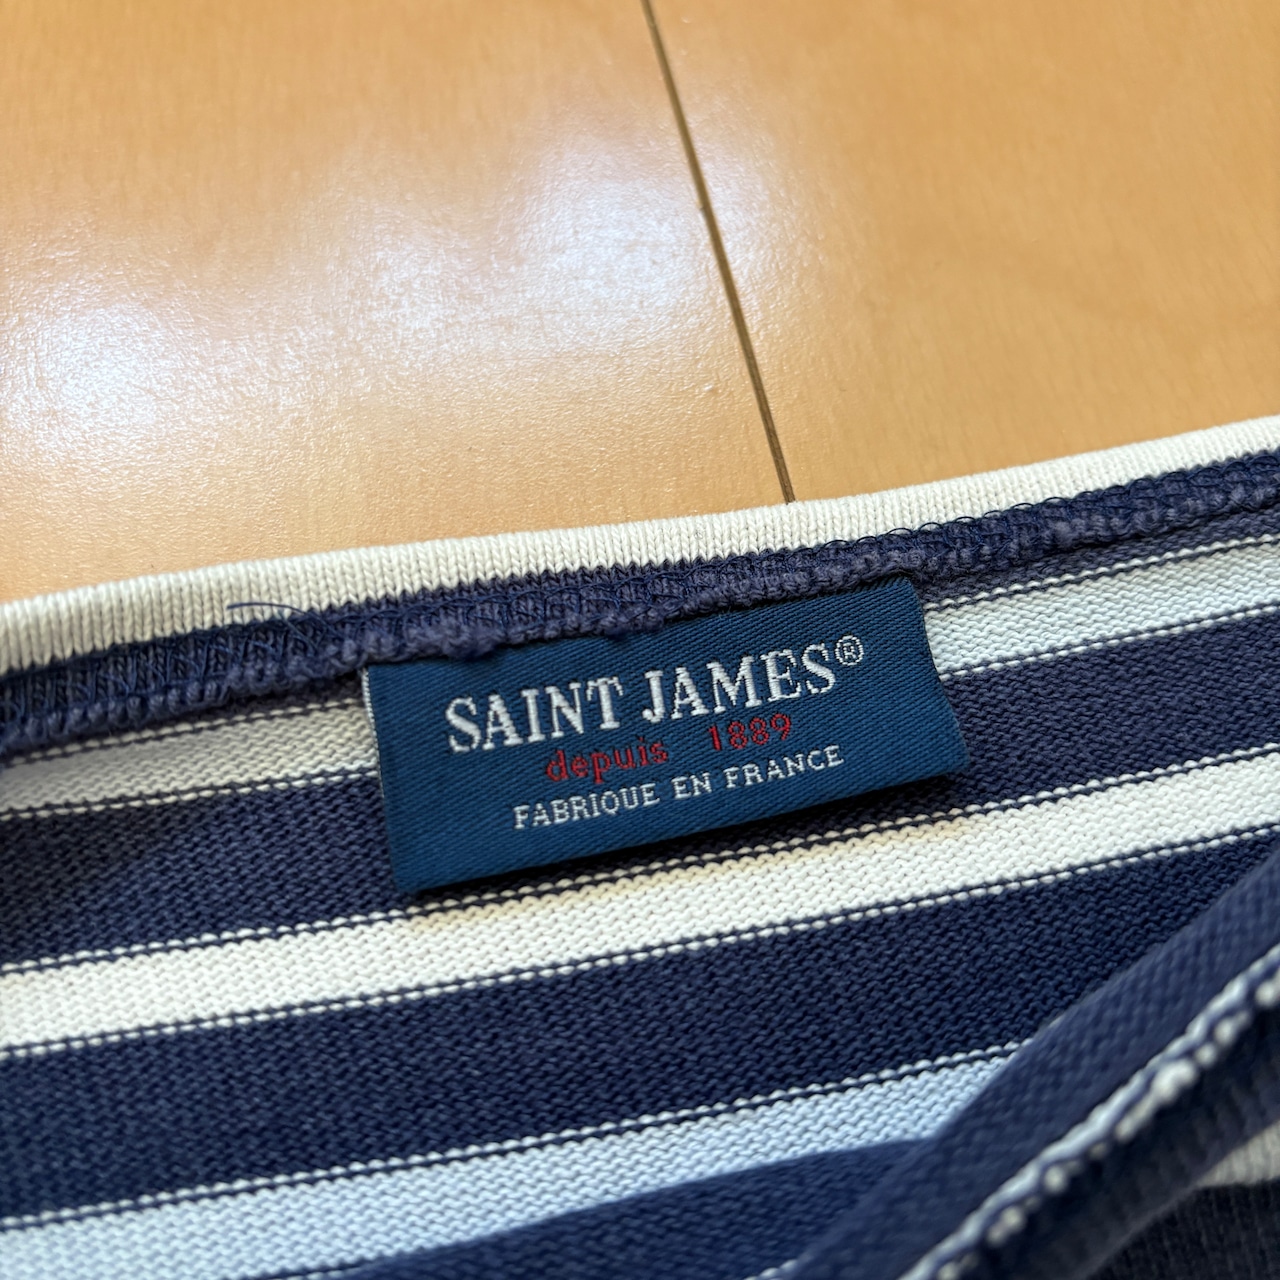 SAINT JAMES®
depuis 1889
FABRIQUE EN FRANCE